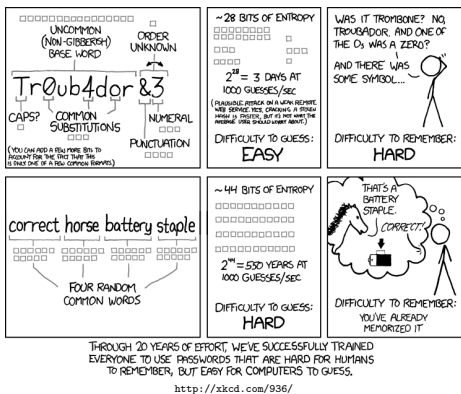 UNCOMMON
(NON-GIBBERISH)
BASE WORD
ORDER
UNKNOWN
Tr0ub4dor &3
CAPS?
COMMON
SUBSTITUTIONS
NUMERAL
PUNCTUATION
(YOU CAN ADD A FEW MORE BITS TO
ACCOUNT FOR THE FACT THAT THIS
IS ONLY ONE OF A FEW COMMON FORMATS.)
~28 BITS OF ENTROPY
2²⁸ = 3 DAYS AT
1000 GUESSES/SEC
(PLAUSIBLE ATTACK ON A WEAK REMOTE
WEB SERVICE. YES, CRACKING A STOLEN
HASH IS FASTER, BUT IT'S NOT WHAT THE
AVERAGE USER SHOULD WORRY ABOUT.)
DIFFICULTY TO GUESS:
EASY
WAS IT TROMBONE? NO,
TROUBADOR. AND ONE OF
THE Os WAS A ZERO?
AND THERE WAS
SOME SYMBOL...
DIFFICULTY TO REMEMBER:
HARD
correct horse battery staple
FOUR RANDOM
COMMON WORDS
~44 BITS OF ENTROPY
2⁴⁴ = 550 YEARS AT
1000 GUESSES/SEC
DIFFICULTY TO GUESS:
HARD
THAT'S A
BATTERY
STAPLE.
CORRECT!
DIFFICULTY TO REMEMBER:
YOU'VE ALREADY
MEMORIZED IT
THROUGH 20 YEARS OF EFFORT, WE'VE SUCCESSFULLY TRAINED
EVERYONE TO USE PASSWORDS THAT ARE HARD FOR HUMANS
TO REMEMBER, BUT EASY FOR COMPUTERS TO GUESS.
http://xkcd.com/936/